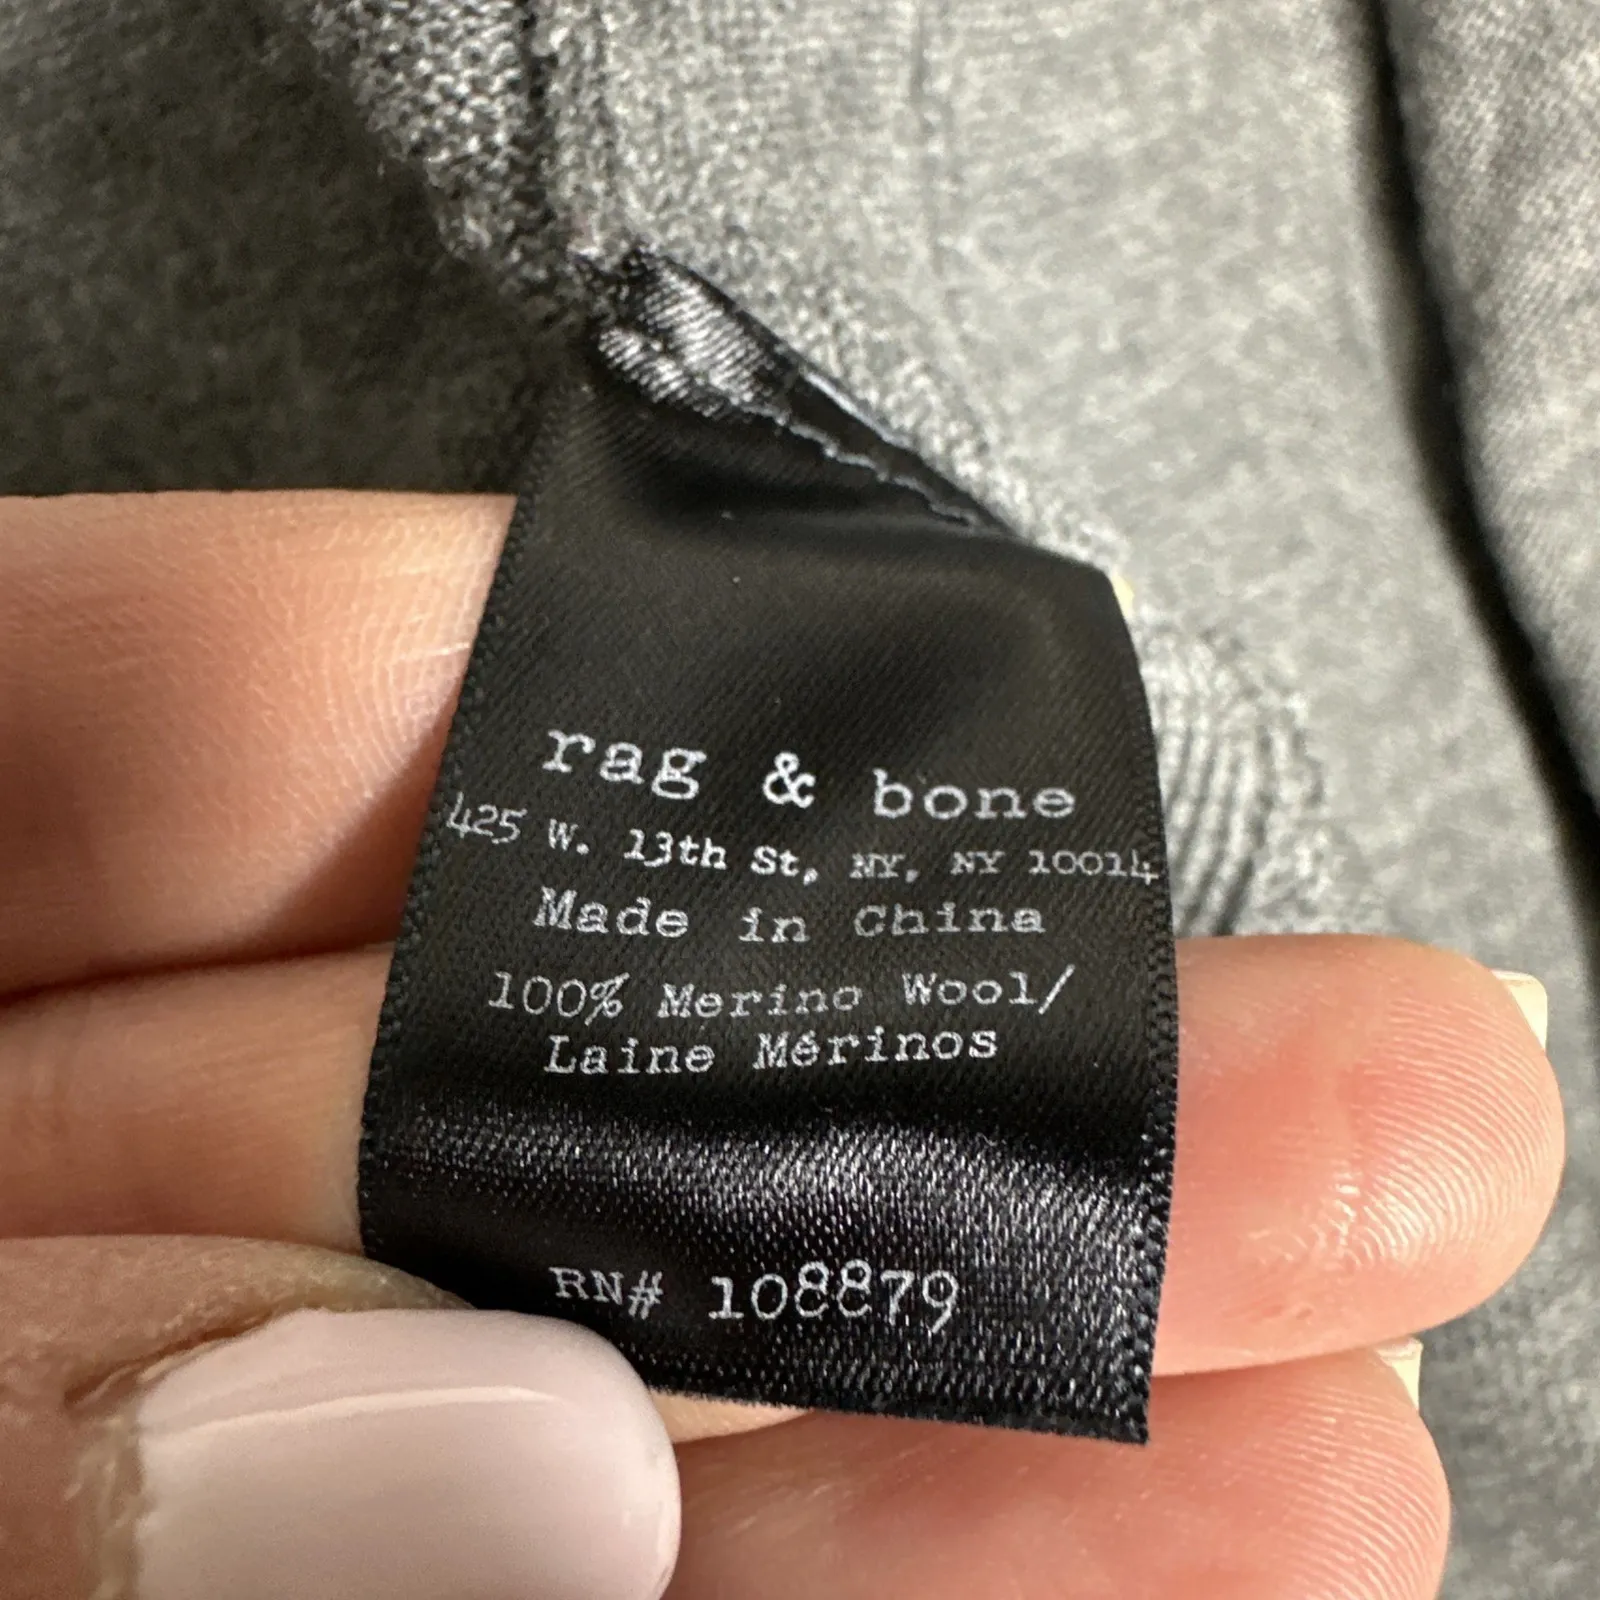 rag & bone
425 W. 13th St, NY, NY 10014
Made in China
100% Merino Wool/
Laine Mérinos
RN# 108879